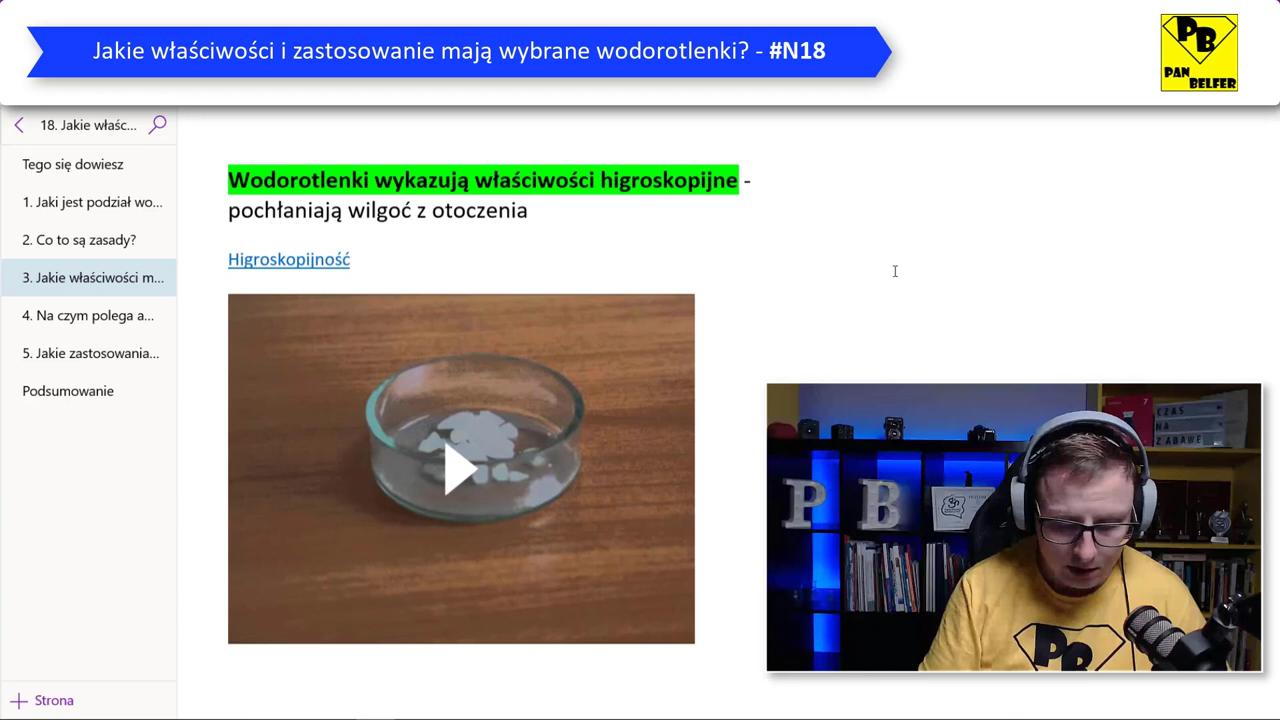 Jakie właściwości i zastosowanie mają wybrane wodorotlenki? - #N18
PB
PAN
BELFER
18. Jakie właśc...
Tego się dowiesz
1. Jaki jest podział wo...
2. Co to są zasady?
3. Jakie właściwości m...
4. Na czym polega a...
5. Jakie zastosowania...
Podsumowanie
Strona
Wodorotlenki wykazują właściwości higroskopijne -
pochłaniają wilgoć z otoczenia
Higroskopijność
7
CZAS
NA
ZABAWĘ
P B
PB